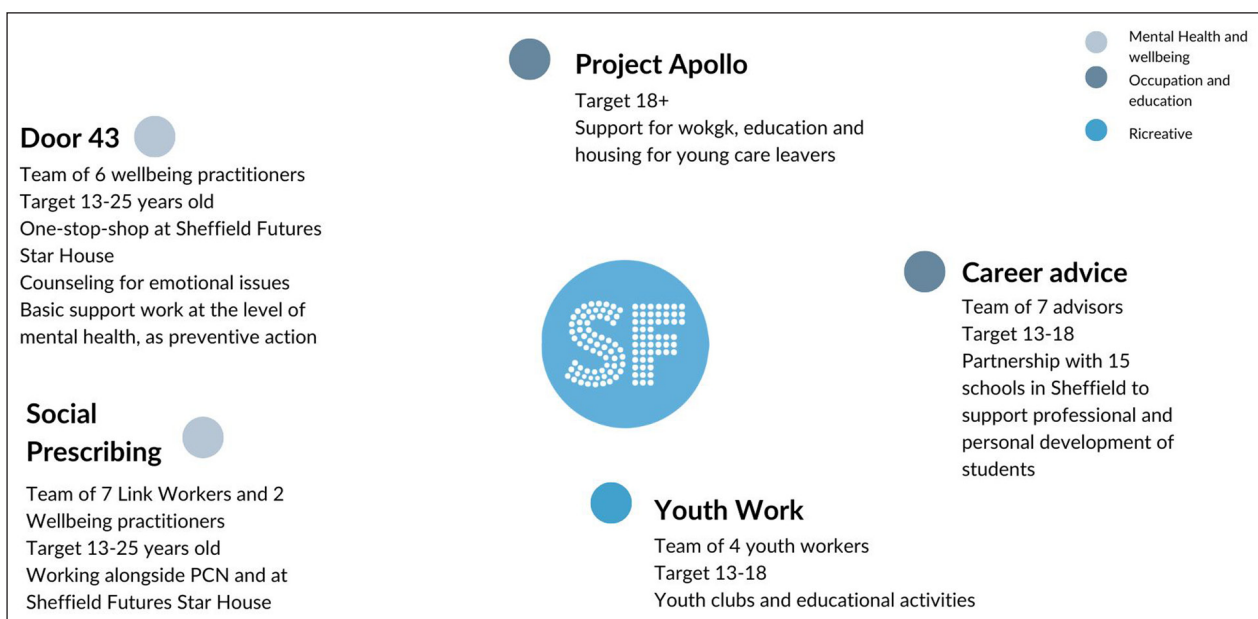 Project Apollo
Target 18+
Support for wokgk, education and
housing for young care leavers
Mental Health and
wellbeing
Occupation and
education
Ricreative
Door 43
Team of 6 wellbeing practitioners
Target 13-25 years old
One-stop-shop at Sheffield Futures
Star House
Counseling for emotional issues
Basic support work at the level of
mental health, as preventive action
SF
Career advice
Team of 7 advisors
Target 13-18
Partnership with 15
schools in Sheffield to
support professional and
personal development of
students
Social
Prescribing
Team of 7 Link Workers and 2
Wellbeing practitioners
Target 13-25 years old
Working alongside PCN and at
Sheffield Futures Star House
Youth Work
Team of 4 youth workers
Target 13-18
Youth clubs and educational activities